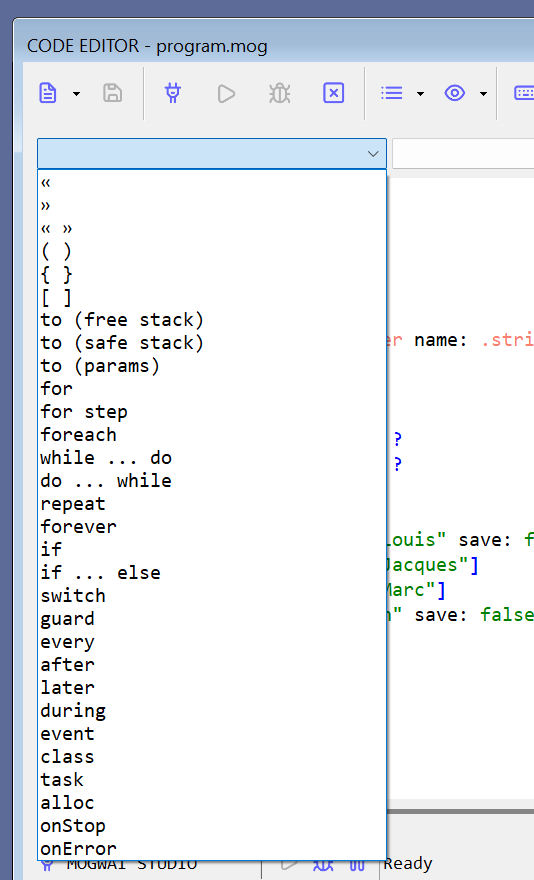 CODE EDITOR - program.mog
«
»
« »
( )
{ }
[ ]
to (free stack)
to (safe stack)
to (params)
for
for step
foreach
while ... do
do ... while
repeat
forever
if
if ... else
switch
guard
every
after
later
during
event
class
task
alloc
onStop
onError
er name: .stri
?
?
Louis" save: f
Jacques"]
Marc"]
" save: false
MOGWAI STUDIO
Ready